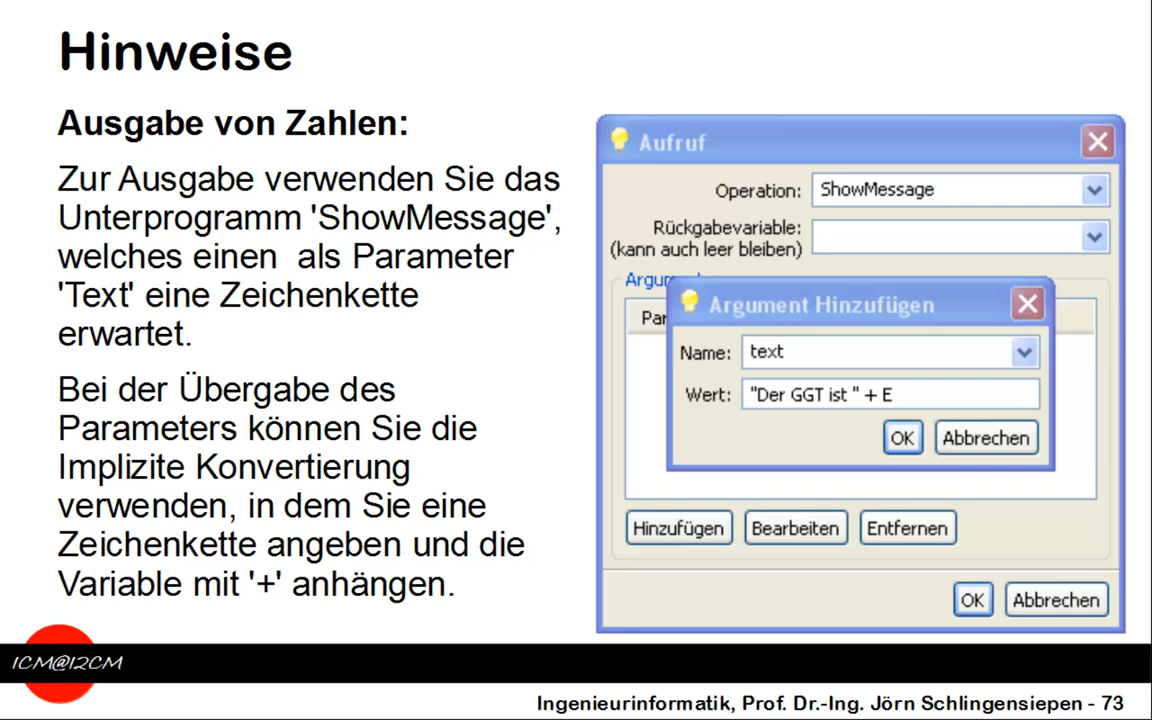 Hinweise
Ausgabe von Zahlen:
Zur Ausgabe verwenden Sie das
Unterprogramm 'ShowMessage',
welches einen  als Parameter
'Text' eine Zeichenkette
erwartet.
Bei der Übergabe des
Parameters können Sie die
Implizite Konvertierung
verwenden, in dem Sie eine
Zeichenkette angeben und die
Variable mit '+' anhängen.
Aufruf
Operation: ShowMessage
Rückgabevariable:
(kann auch leer bleiben)
Argument Hinzufügen
Name: text
Wert: "Der GGT ist " + E
OK Abbrechen
Hinzufügen Bearbeiten Entfernen
OK Abbrechen
1CM@12CM
Ingenieurinformatik, Prof. Dr.-Ing. Jörn Schlingensiepen - 73